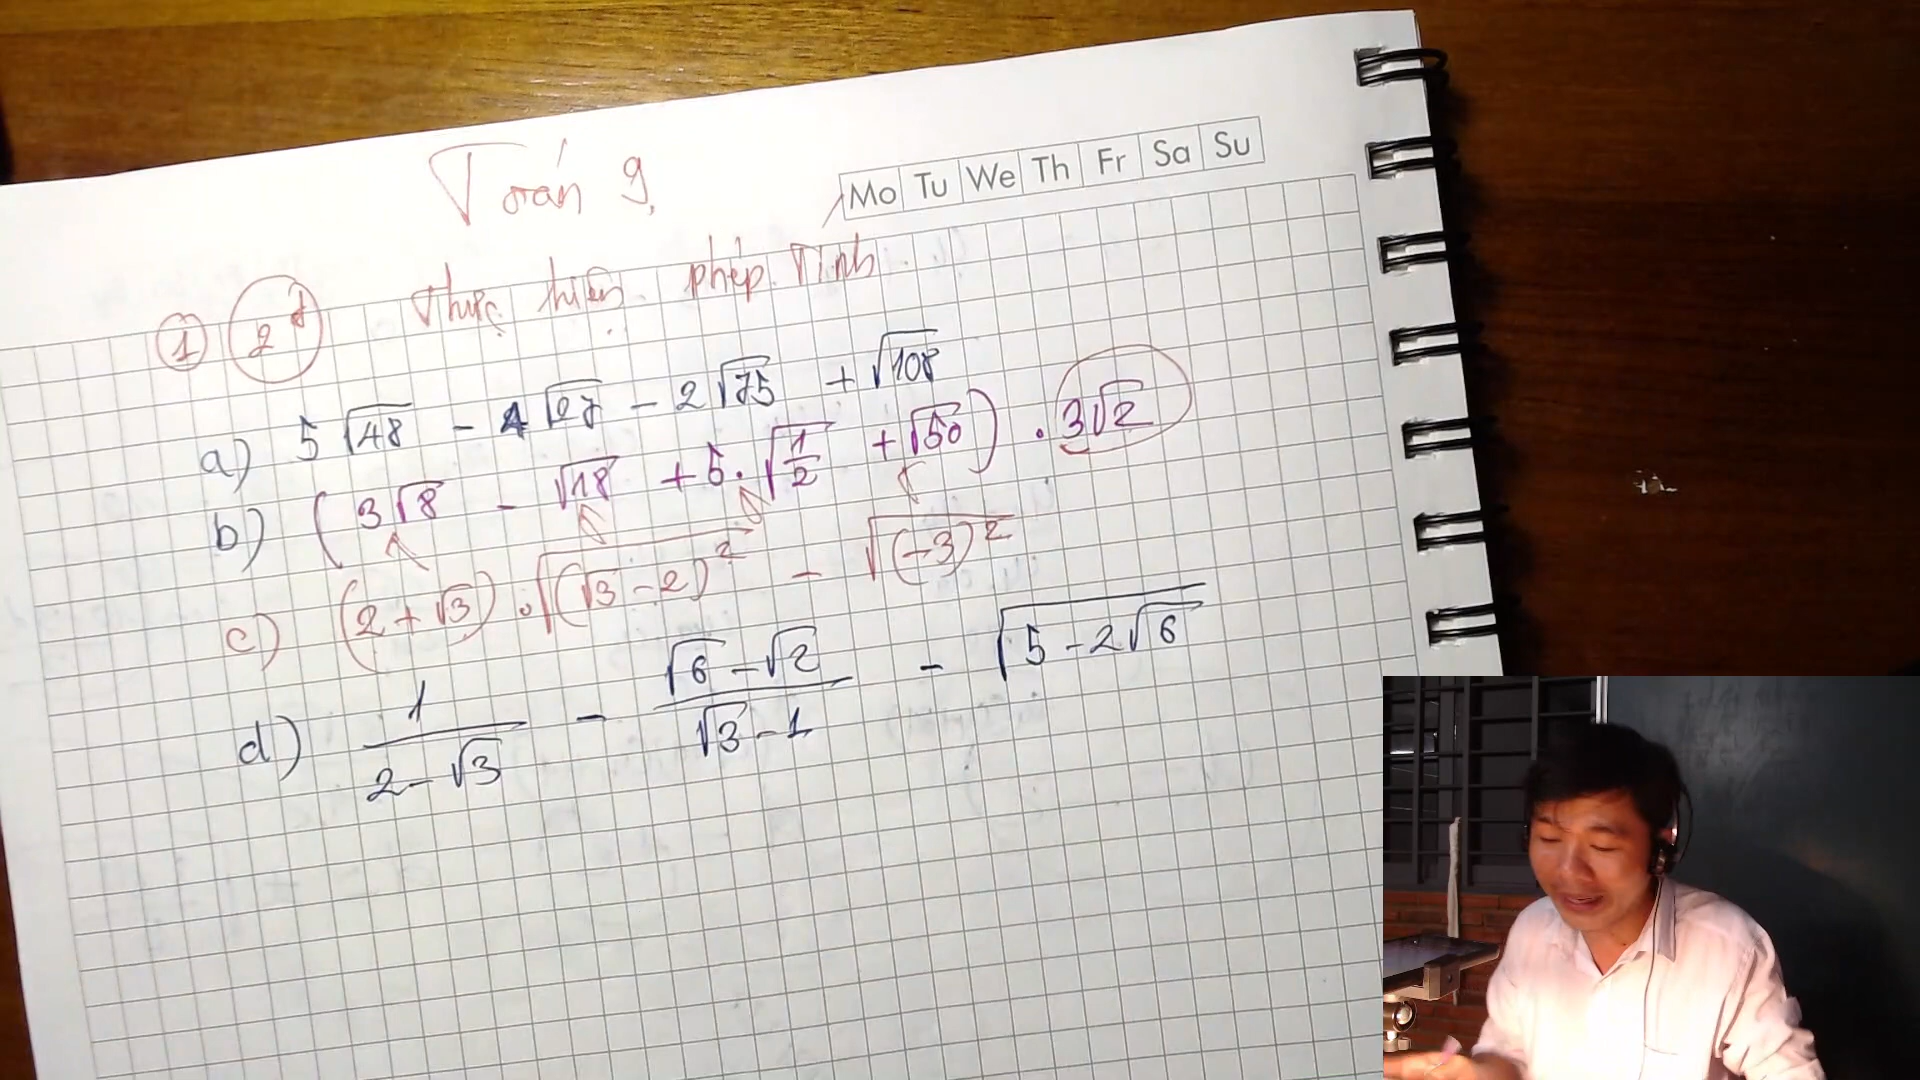 Toán 9.
Mo Tu We Th Fr Sa Su
① 2đ Thực hiện phép tính.
a) 5√48 - 4√27 - 2√75 + √108
b) (3√8 - √18 + 5.√(1/2) + √50) . 3√2
c) (2 + √3) . √((√3 - 2)²) - √((-3)²)
d) 1/(2 - √3) - (√6 - √2)/(√3 - 1) - √(5 - 2√6)